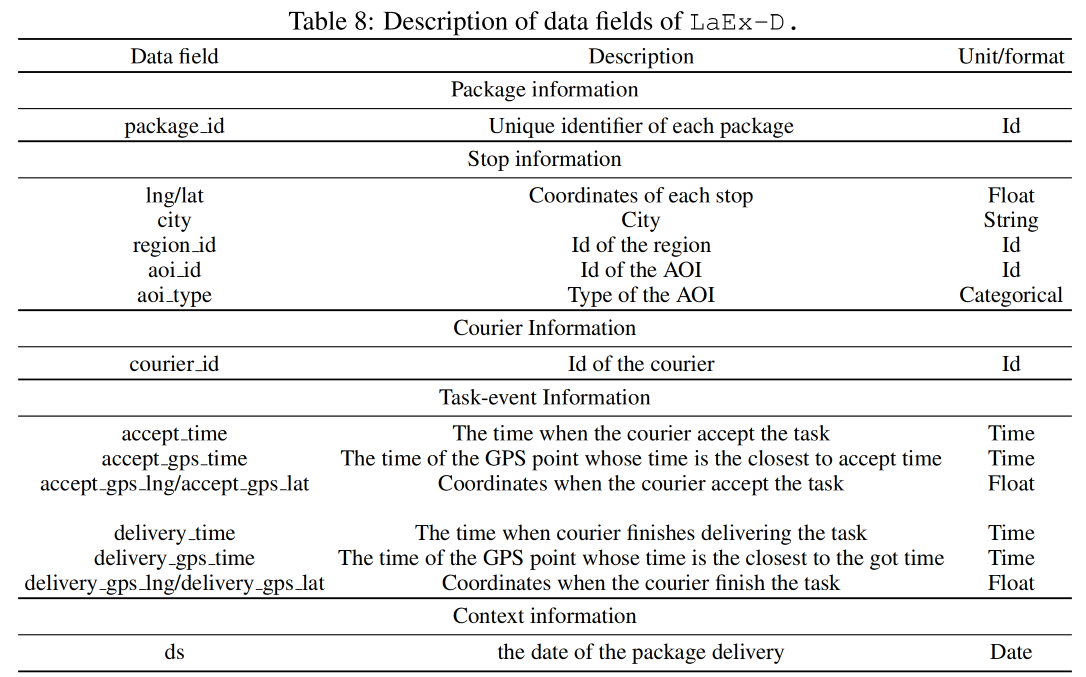 Table 8: Description of data fields of LaEx-D.
Data field Description Unit/format
Package information
package_id Unique identifier of each package Id
Stop information
lng/lat Coordinates of each stop Float
city City String
region_id Id of the region Id
aoi_id Id of the AOI Id
aoi_type Type of the AOI Categorical
Courier Information
courier_id Id of the courier Id
Task-event Information
accept_time The time when the courier accept the task Time
accept_gps_time The time of the GPS point whose time is the closest to accept time Time
accept_gps_lng/accept_gps_lat Coordinates when the courier accept the task Float
delivery_time The time when courier finishes delivering the task Time
delivery_gps_time The time of the GPS point whose time is the closest to the got time Time
delivery_gps_lng/delivery_gps_lat Coordinates when the courier finish the task Float
Context information
ds the date of the package delivery Date